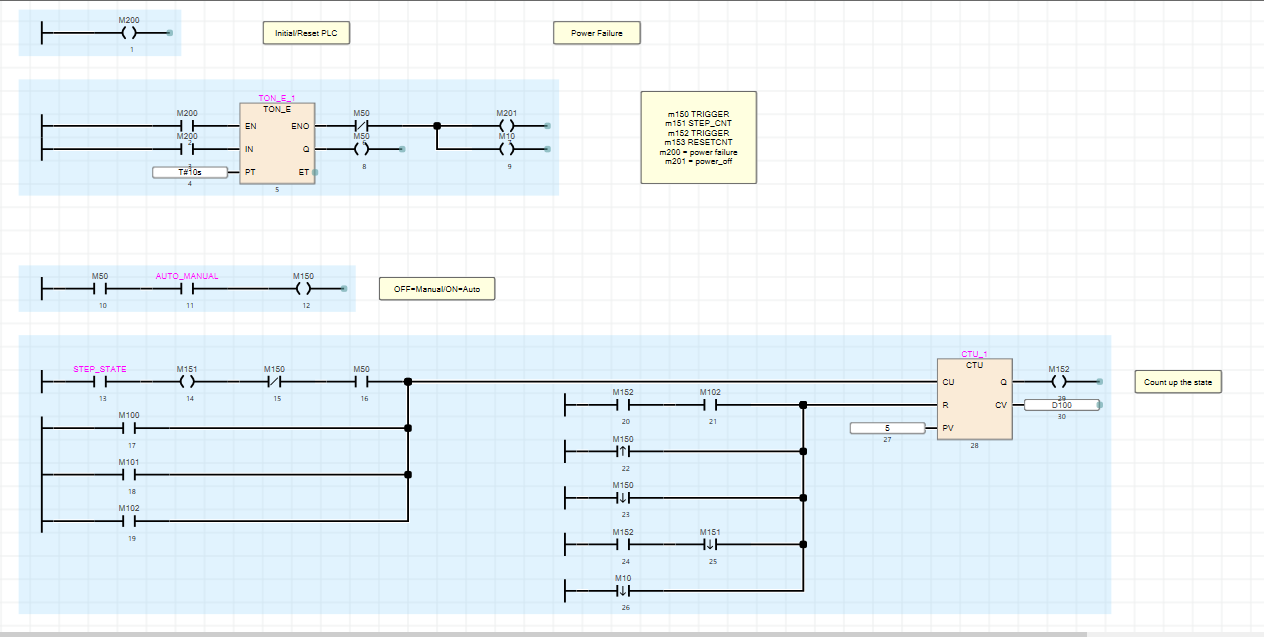 M200
1
Initial/Reset PLC
Power Failure
TON_E_1
TON_E
M200
EN
ENO
M50
M201
2
M200
IN
Q
M50
M10
3
T#10s
PT
ET
4
5
8
9
m150 TRIGGER
m151 STEP_CNT
m152 TRIGGER
m153 RESETCNT
m200 = power failure
m201 = power_off
M50
AUTO_MANUAL
M150
10
11
12
OFF=Manual/ON=Auto
STEP_STATE
M151
M150
M50
13
14
15
16
M100
17
M101
18
M102
19
M152
M102
20
21
M150
22
M150
23
M152
M151
24
25
M10
26
CTU_1
CTU
CU
Q
M152
29
R
CV
D100
30
5
PV
27
28
Count up the state